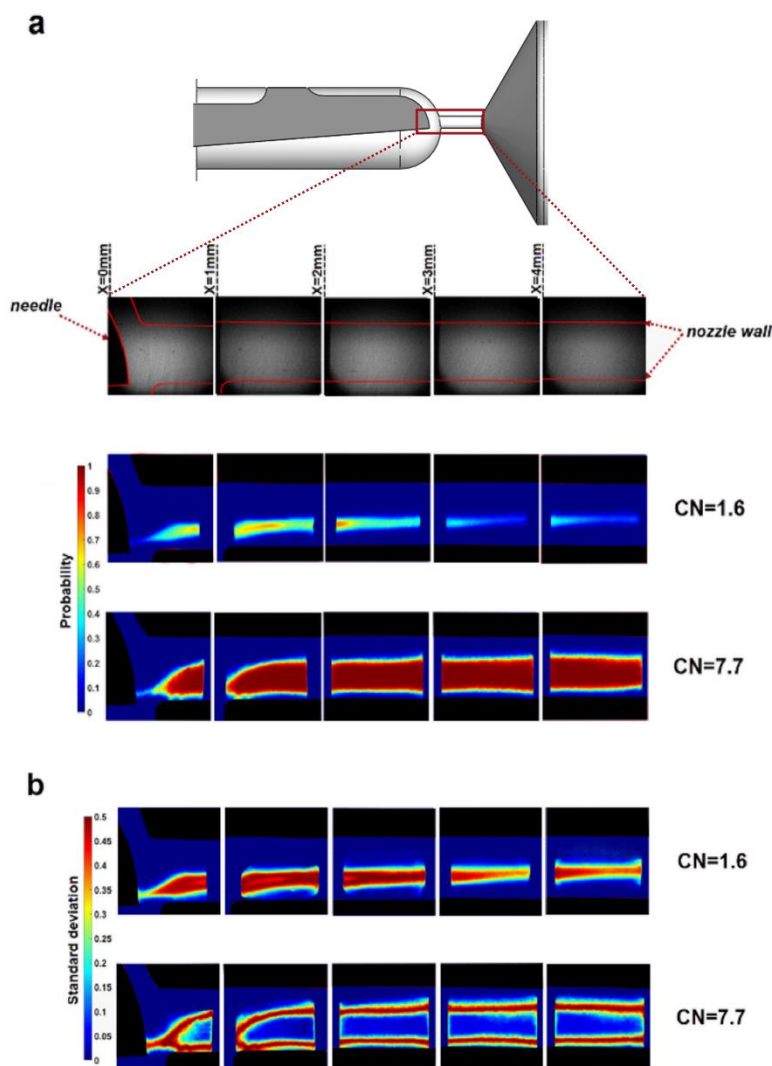 a
X=0mm
X=1mm
X=2mm
X=3mm
X=4mm
needle
nozzle wall
1
0.9
0.8
0.7
0.6
0.5
0.4
0.3
0.2
0.1
0
Probability
CN=1.6
CN=7.7
b
0.5
0.45
0.4
0.35
0.3
0.25
0.2
0.15
0.1
0.05
0
Standard deviation
CN=1.6
CN=7.7